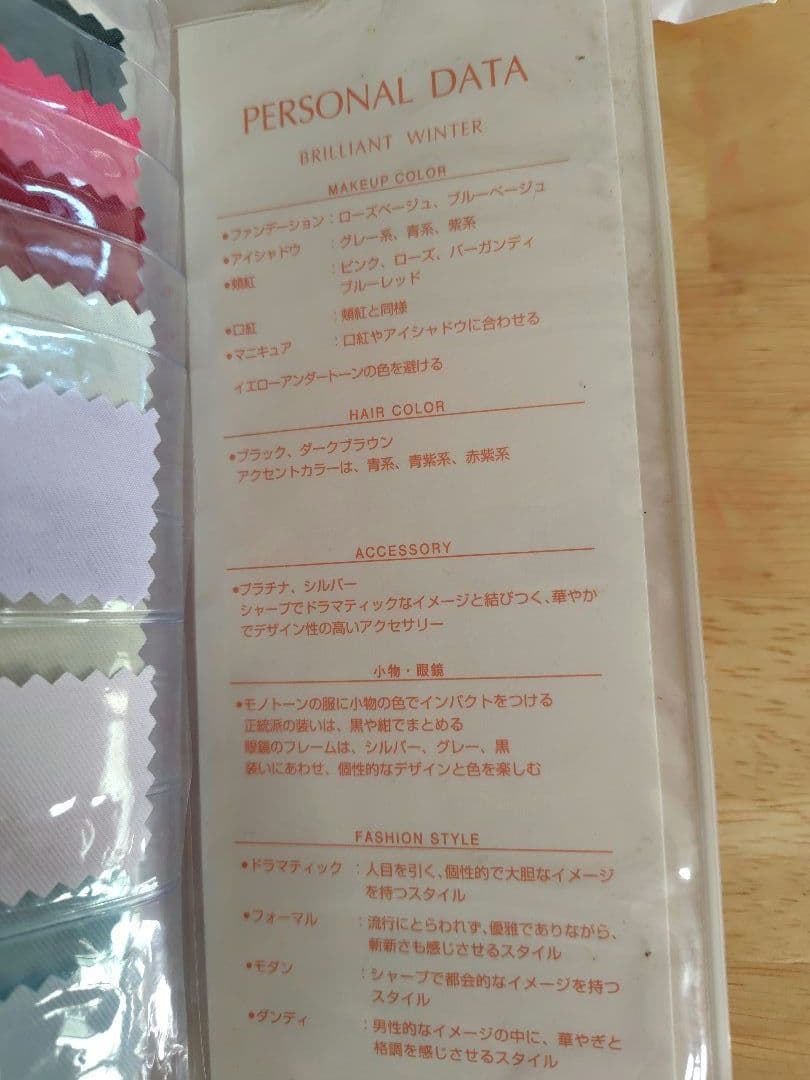 PERSONAL DATA
BRILLIANT WINTER
MAKEUP COLOR
•ファンデーション：ローズベージュ、ブルーベージュ
•アイシャドウ：グレー系、青系、紫系
•頬紅：ピンク、ローズ、バーガンディ
ブルーレッド
•口紅：頬紅と同様
•マニキュア：口紅やアイシャドウに合わせる
イエローアンダートーンの色を避ける
HAIR COLOR
•ブラック、ダークブラウン
アクセントカラーは、青系、青紫系、赤紫系
ACCESSORY
•プラチナ、シルバー
シャープでドラマティックなイメージと結びつく、華やか
でデザイン性の高いアクセサリー
小物・眼鏡
•モノトーンの服に小物の色でインパクトをつける
正統派の装いは、黒や紺でまとめる
眼鏡のフレームは、シルバー、グレー、黒
装いにあわせ、個性的なデザインと色を楽しむ
FASHION STYLE
•ドラマティック：人目を引く、個性的で大胆なイメージ
を持つスタイル
•フォーマル：流行にとらわれず、優雅でありながら、
斬新さも感じさせるスタイル
•モダン：シャープで都会的なイメージを持つ
スタイル
•ダンディ：男性的なイメージの中に、華やぎと
格調を感じさせるスタイル